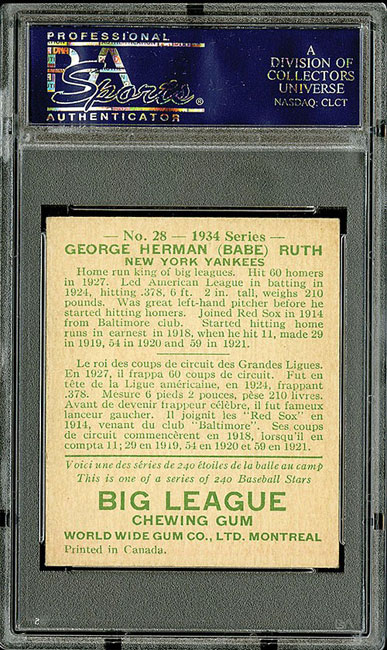 PROFESSIONAL
PSA
Sports ®
AUTHENTICATOR
A
DIVISION OF
COLLECTORS
UNIVERSE
NASDAQ: CLCT
— No. 28 — 1934 Series —
GEORGE HERMAN (BABE) RUTH
NEW YORK YANKEES
Home run king of big leagues. Hit 60 homers
in 1927. Led American League in batting in
1924, hitting .378, 6 ft. 2 in. tall, weighs 210
pounds. Was great left-hand pitcher before he
started hitting homers. Joined Red Sox in 1914
from Baltimore club. Started hitting home
runs in earnest in 1918, when he hit 11, made 29
in 1919, 54 in 1920 and 59 in 1921.
Le roi des coups de circuit des Grandes Ligues.
En 1927, il frappa 60 coups de circuit. Fut en
tête de la Ligue américaine, en 1924, frappant
.378. Mesure 6 pieds 2 pouces, pèse 210 livres.
Avant de devenir frappeur célébre, il fut fameux
lanceur gaucher. Il joignit les "Red Sox" en
1914, venant du club "Baltimore". Ses coups
de circuit commencèrent en 1918, lorsqu'il en
compta 11; 29 en 1919, 54 en 1920 et 59 en 1921.
Voici une des séries de 240 étoiles de la balle au camp
This is one of a series of 240 Baseball Stars
BIG LEAGUE
CHEWING GUM
WORLD WIDE GUM CO., LTD. MONTREAL
Printed in Canada.